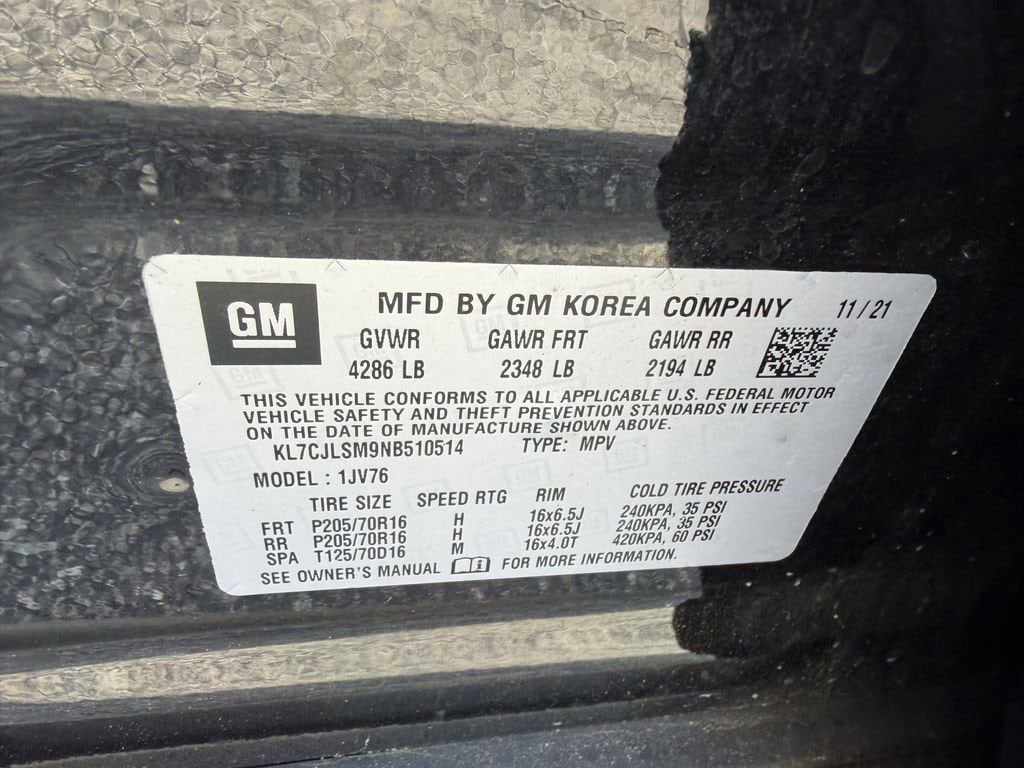 GM
MFD BY GM KOREA COMPANY 11 / 21
GVWR GAWR FRT GAWR RR
4286 LB 2348 LB 2194 LB
THIS VEHICLE CONFORMS TO ALL APPLICABLE U.S. FEDERAL MOTOR
VEHICLE SAFETY AND THEFT PREVENTION STANDARDS IN EFFECT
ON THE DATE OF MANUFACTURE SHOWN ABOVE.
KL7CJLSM9NB510514 TYPE: MPV
MODEL : 1JV76
TIRE SIZE SPEED RTG RIM COLD TIRE PRESSURE
FRT P205/70R16 H 16x6.5J 240KPA, 35 PSI
RR P205/70R16 H 16x6.5J 240KPA, 35 PSI
SPA T125/70D16 M 16x4.0T 420KPA, 60 PSI
SEE OWNER'S MANUAL FOR MORE INFORMATION.